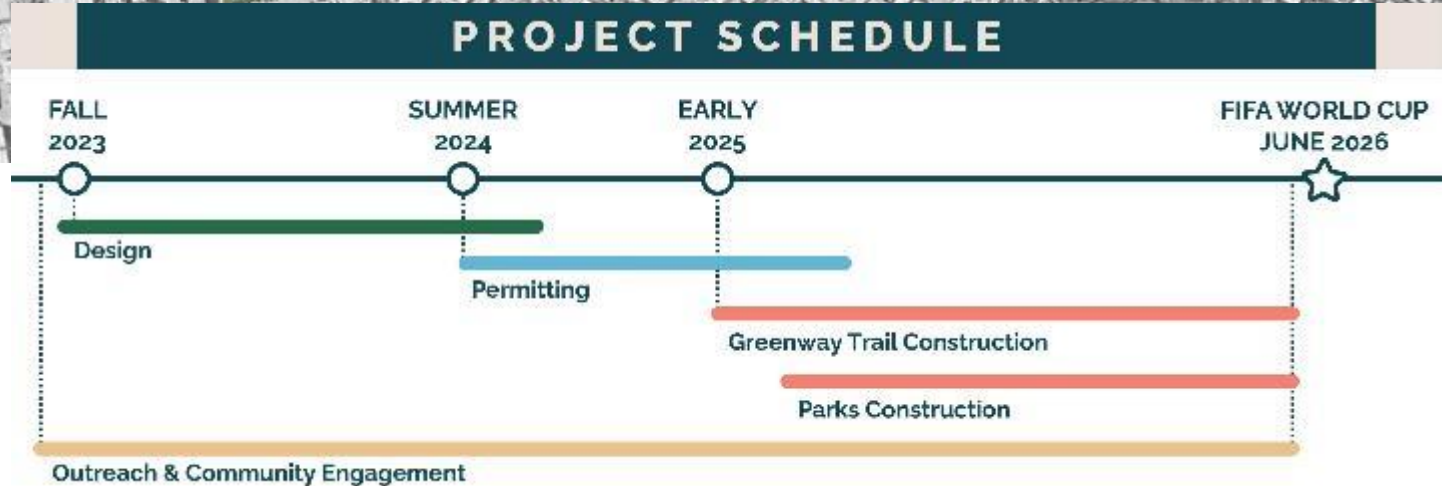 PROJECT SCHEDULE
FALL
2023
SUMMER
2024
EARLY
2025
FIFA WORLD CUP
JUNE 2026
Design
Permitting
Greenway Trail Construction
Parks Construction
Outreach & Community Engagement